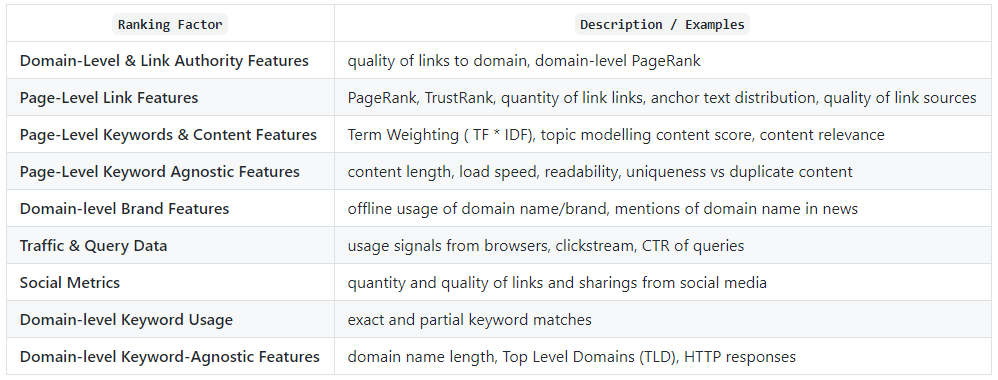 Ranking Factor Description / Examples
Domain-Level & Link Authority Features quality of links to domain, domain-level PageRank
Page-Level Link Features PageRank, TrustRank, quantity of link links, anchor text distribution, quality of link sources
Page-Level Keywords & Content Features Term Weighting ( TF * IDF), topic modelling content score, content relevance
Page-Level Keyword Agnostic Features content length, load speed, readability, uniqueness vs duplicate content
Domain-level Brand Features offline usage of domain name/brand, mentions of domain name in news
Traffic & Query Data usage signals from browsers, clickstream, CTR of queries
Social Metrics quantity and quality of links and sharings from social media
Domain-level Keyword Usage exact and partial keyword matches
Domain-level Keyword-Agnostic Features domain name length, Top Level Domains (TLD), HTTP responses